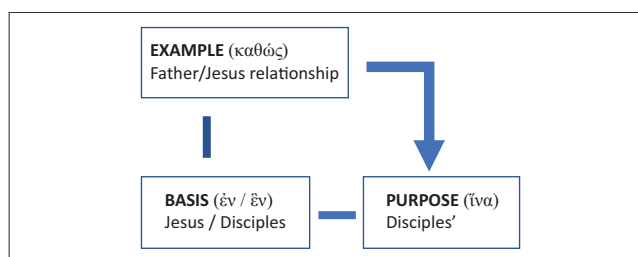 EXAMPLE (καθώς)
Father/Jesus relationship
BASIS (ἐν / ἓν)
Jesus / Disciples
PURPOSE (ἵνα)
Disciples’